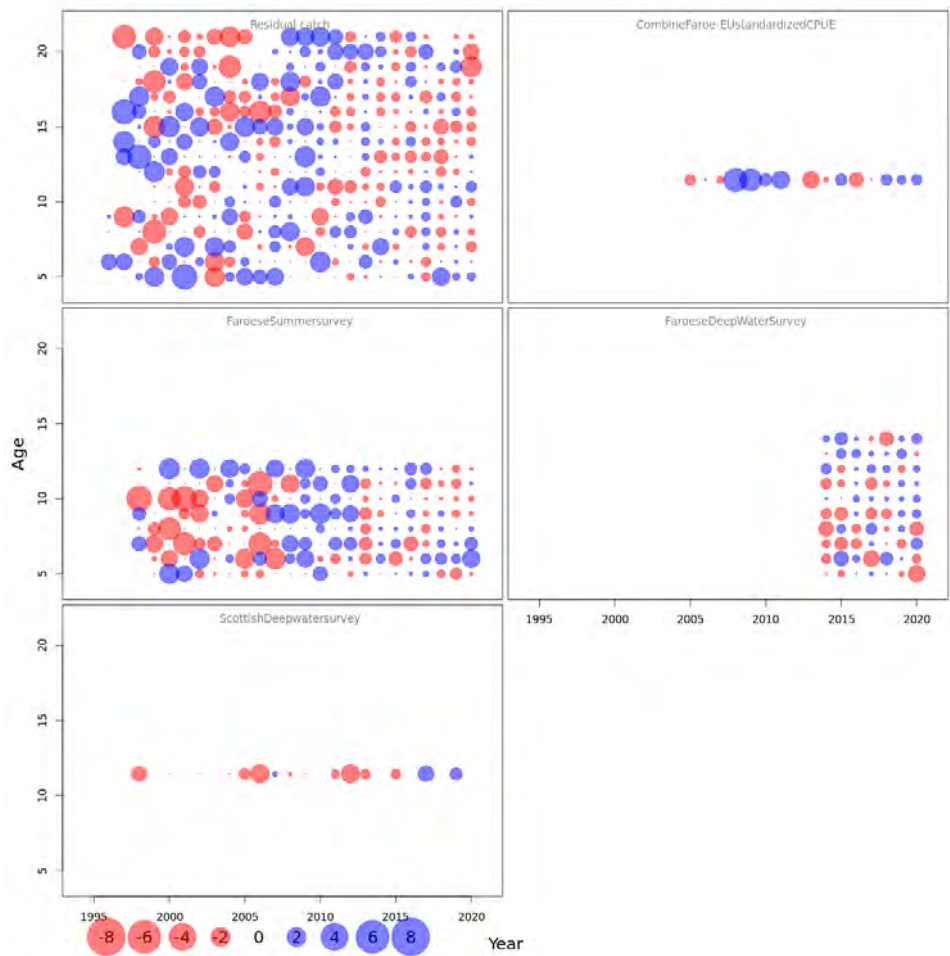 Residual catch
CombineFaroe-EUstandardizedCPUE
20
15
10
5
FaroeseSummersurvey
FaroeseDeepWaterSurvey
Age
20
15
10
5
1995 2000 2005 2010 2015 2020
ScottishDeepwatersurvey
20
15
10
5
1995 2000 2005 2010 2015 2020
-8 -6 -4 -2 0 2 4 6 8 Year